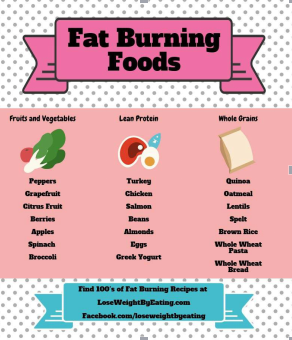 Fat Burning
Foods
Fruits and Vegetables
Peppers
Grapefruit
Citrus Fruit
Berries
Apples
Spinach
Broccoli
Lean Protein
Turkey
Chicken
Salmon
Beans
Almonds
Eggs
Greek Yogurt
Whole Grains
Quinoa
Oatmeal
Lentils
Spelt
Brown Rice
Whole Wheat
Pasta
Whole Wheat
Bread
Find 100's of Fat Burning Recipes at
LoseWeightByEating.com
Facebook.com/loseweightbyeating